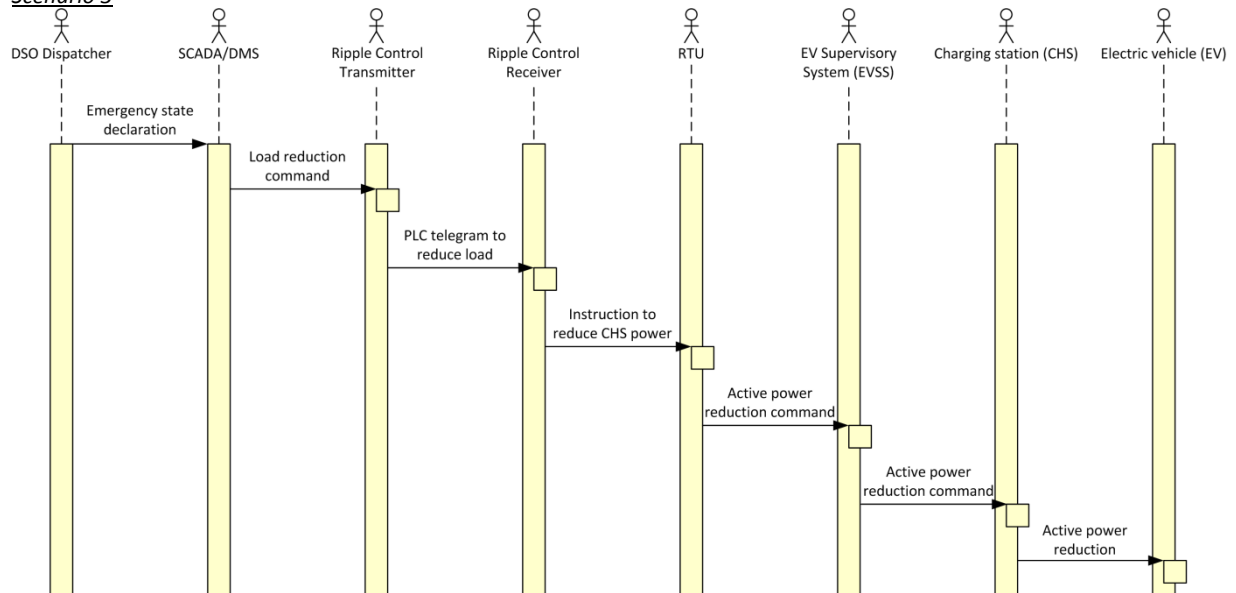 Scenario 3
DSO Dispatcher
SCADA/DMS
Ripple Control
Transmitter
Ripple Control
Receiver
RTU
EV Supervisory
System (EVSS)
Charging station (CHS)
Electric vehicle (EV)
Emergency state
declaration
Load reduction
command
PLC telegram to
reduce load
Instruction to
reduce CHS power
Active power
reduction command
Active power
reduction command
Active power
reduction